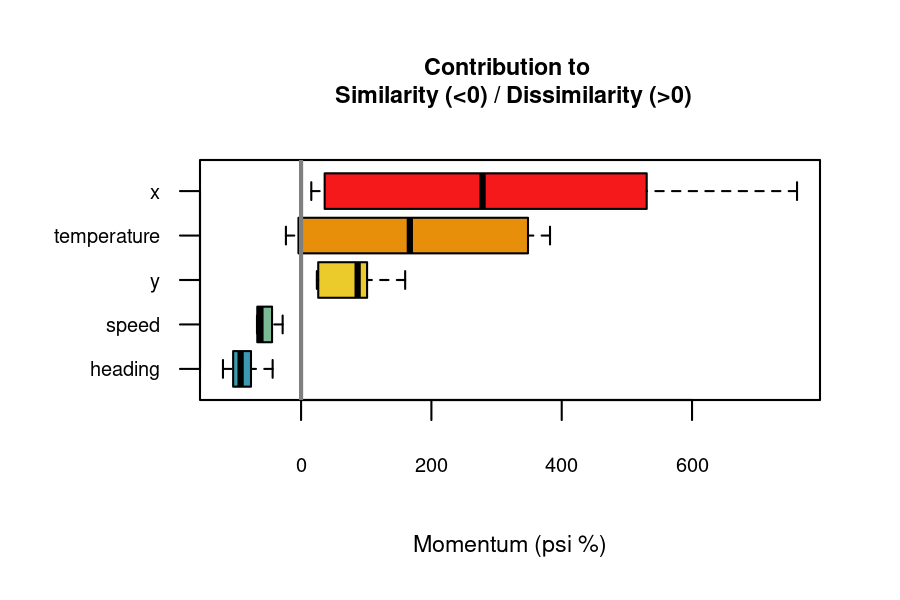 Contribution to
Similarity (<0) / Dissimilarity (>0)
x
temperature
y
speed
heading
0 200 400 600
Momentum (psi %)